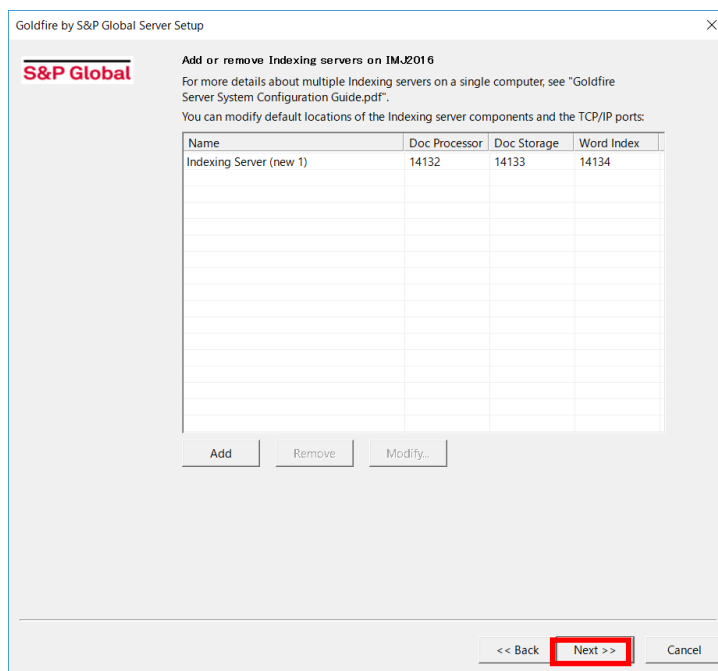 Goldfire by S&P Global Server Setup
S&P Global
Add or remove Indexing servers on IMJ2016
For more details about multiple Indexing servers on a single computer, see "Goldfire
Server System Configuration Guide.pdf".
You can modify default locations of the Indexing server components and the TCP/IP ports:
Name Doc Processor Doc Storage Word Index
Indexing Server (new 1) 14132 14133 14134
Add Remove Modify...
<< Back Next >> Cancel